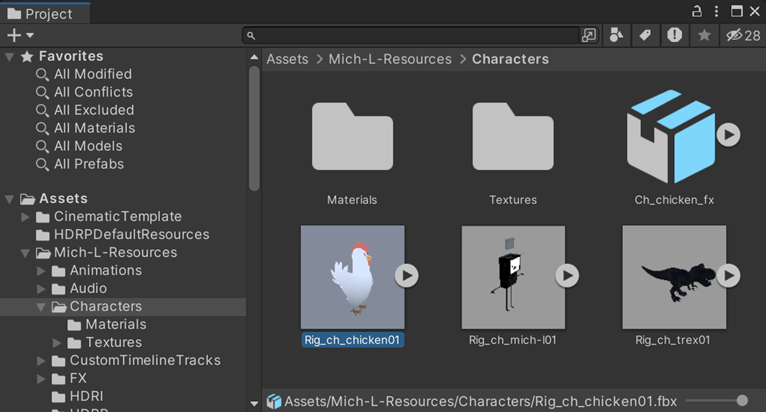 Project
28
Favorites
All Modified
All Conflicts
All Excluded
All Materials
All Models
All Prefabs
Assets
CinematicTemplate
HDRPDefaultResources
Mich-L-Resources
Animations
Audio
Characters
Materials
Textures
CustomTimelineTracks
FX
HDRI
HDRP
Assets > Mich-L-Resources > Characters
Materials
Textures
Ch_chicken_fx
Rig_ch_chicken01
Rig_ch_mich-l01
Rig_ch_trex01
Assets/Mich-L-Resources/Characters/Rig_ch_chicken01.fbx